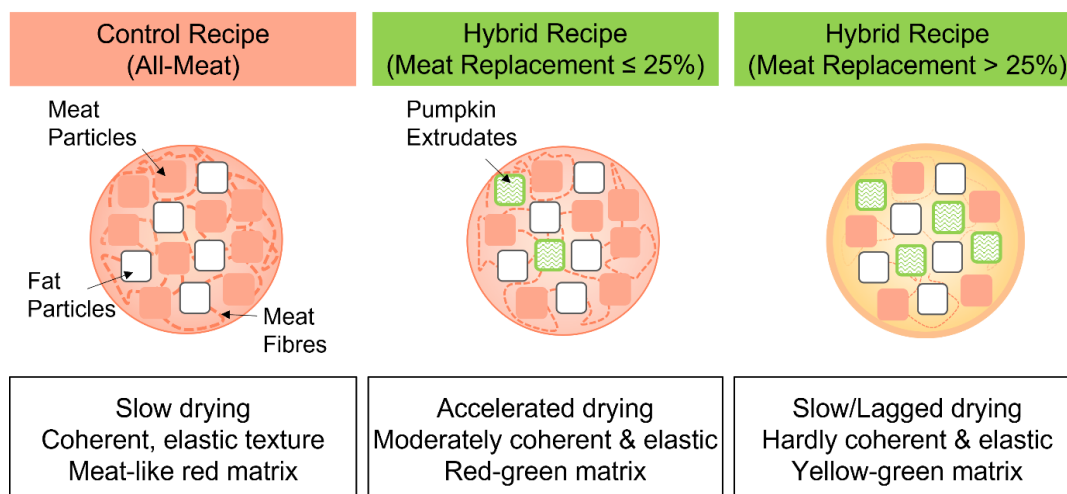 Control Recipe
(All-Meat)
Hybrid Recipe
(Meat Replacement ≤ 25%)
Hybrid Recipe
(Meat Replacement > 25%)
Meat
Particles
Fat
Particles
Meat
Fibres
Pumpkin
Extrudates
Slow drying
Coherent, elastic texture
Meat-like red matrix
Accelerated drying
Moderately coherent & elastic
Red-green matrix
Slow/Lagged drying
Hardly coherent & elastic
Yellow-green matrix